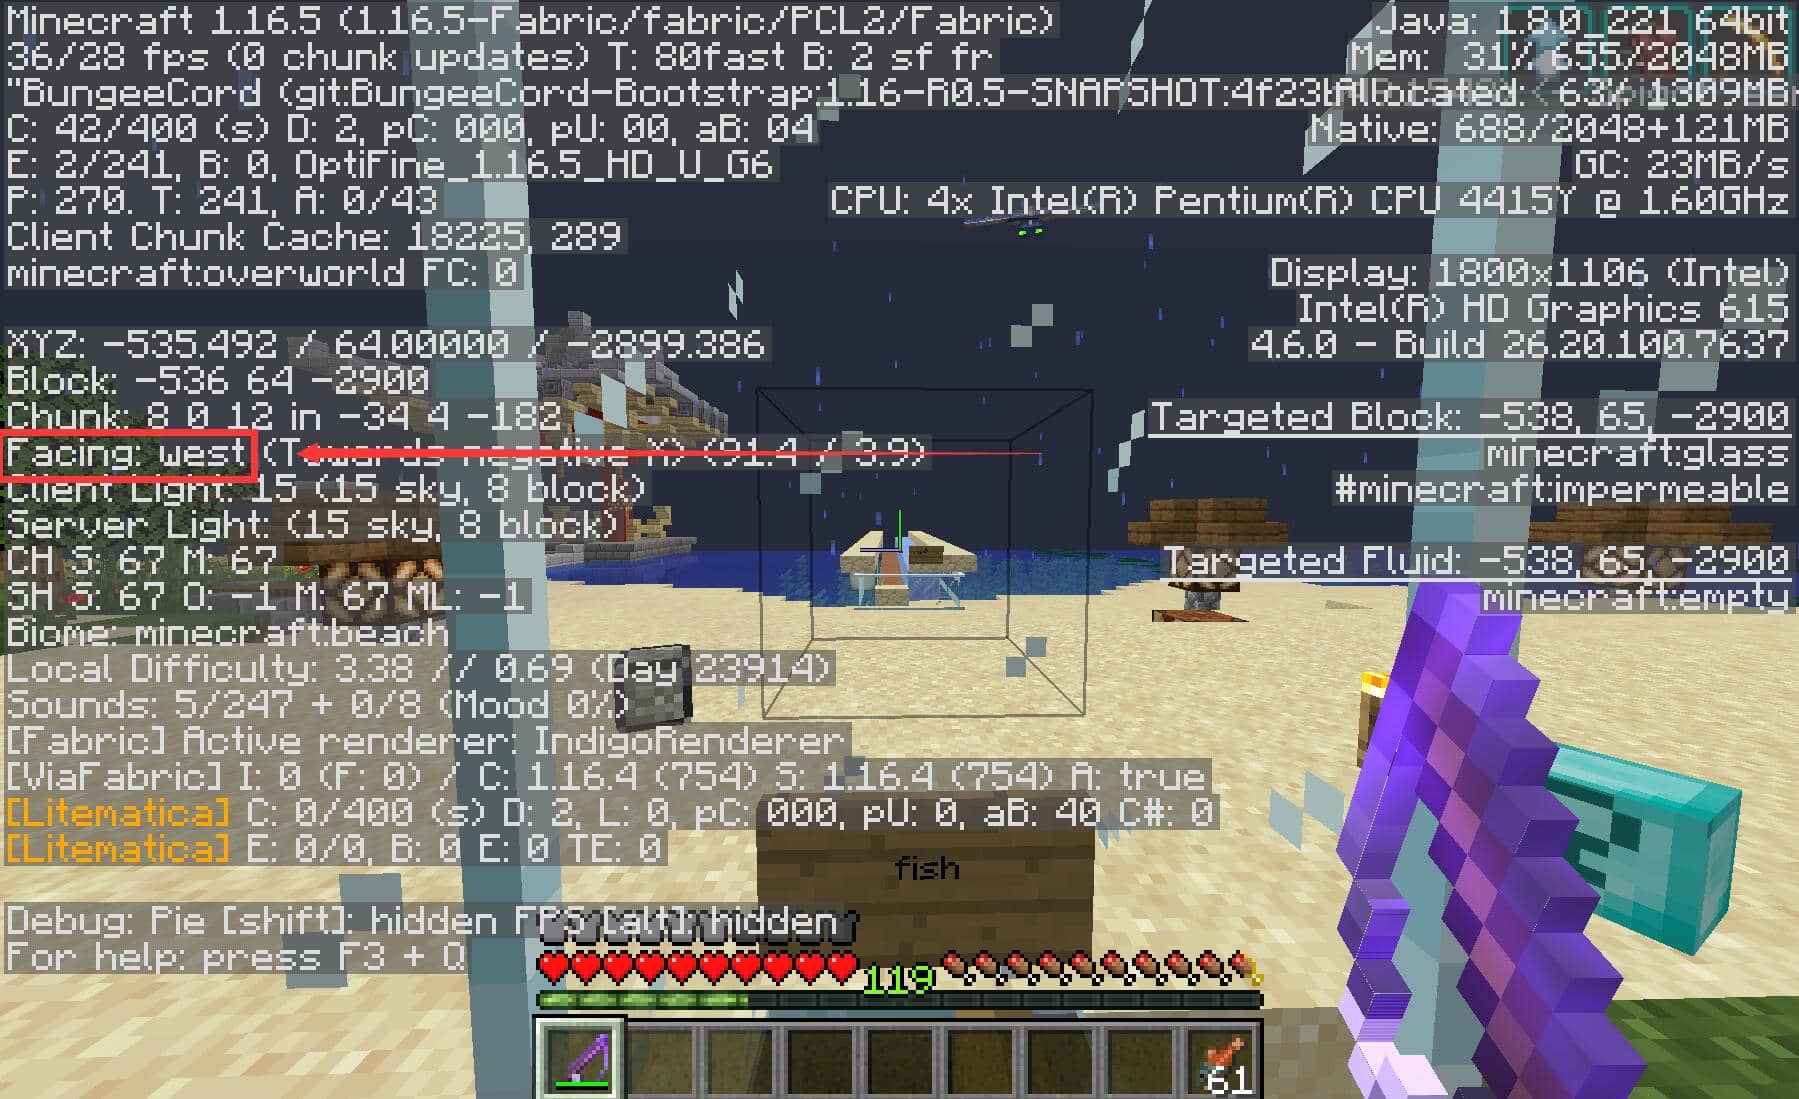 Minecraft 1.16.5 (1.16.5-Fabric/fabric/PCL2/Fabric)
36/28 fps (0 chunk updates) T: 80fast B: 2 sf fr
"BungeeCord (git:BungeeCord-Bootstrap:1.16-R0.5-SNAPSHOT:4f23
C: 42/400 (s) D: 2, pC: 000, pU: 00, aB: 04
E: 2/241, B: 0, OptiFine_1.16.5_HD_U_G6
P: 270. T: 241, A: 0/43
Client Chunk Cache: 18225, 289
minecraft:overworld FC: 0
XYZ: -535.492 / 64.00000 / -2899.386
Block: -536 64 -2900
Chunk: 8 0 12 in -34 4 -182
Facing: west (Towards negative X) (91.4 / 3.9)
Client Light: 15 (15 sky, 8 block)
Server Light: (15 sky, 8 block)
CH S: 67 M: 67
SH S: 67 O: -1 M: 67 ML: -1
Biome: minecraft:beach
Local Difficulty: 3.38 // 0.69 (Day 23914)
Sounds: 5/247 + 0/8 (Mood 0%)
[Fabric] Active renderer: IndigoRenderer
[ViaFabric] I: 0 (F: 0) / C: 1.16.4 (754) S: 1.16.4 (754) A: true
[Litematica] C: 0/400 (s) D: 2, L: 0, pC: 000, pU: 0, aB: 40 C#: 0
[Litematica] E: 0/0, B: 0 E: 0 TE: 0
Debug: Pie [shift]: hidden FPS [alt]: hidden
For help: press F3 + Q
Java: 1.8.0_221 64bit
Mem: 31% 655/2048MB
Allocated:
Native: 688/2048+121MB
GC: 23MB/s
CPU: 4x Intel(R) Pentium(R) CPU 4415Y @ 1.60GHz
Display: 1800x1106 (Intel)
Intel(R) HD Graphics 615
4.6.0 - Build 26.20.100.7637
Targeted Block: -538, 65, -2900
minecraft:glass
#minecraft:impermeable
Targeted Fluid: -538, 65, -2900
minecraft:empty
fish
119
61